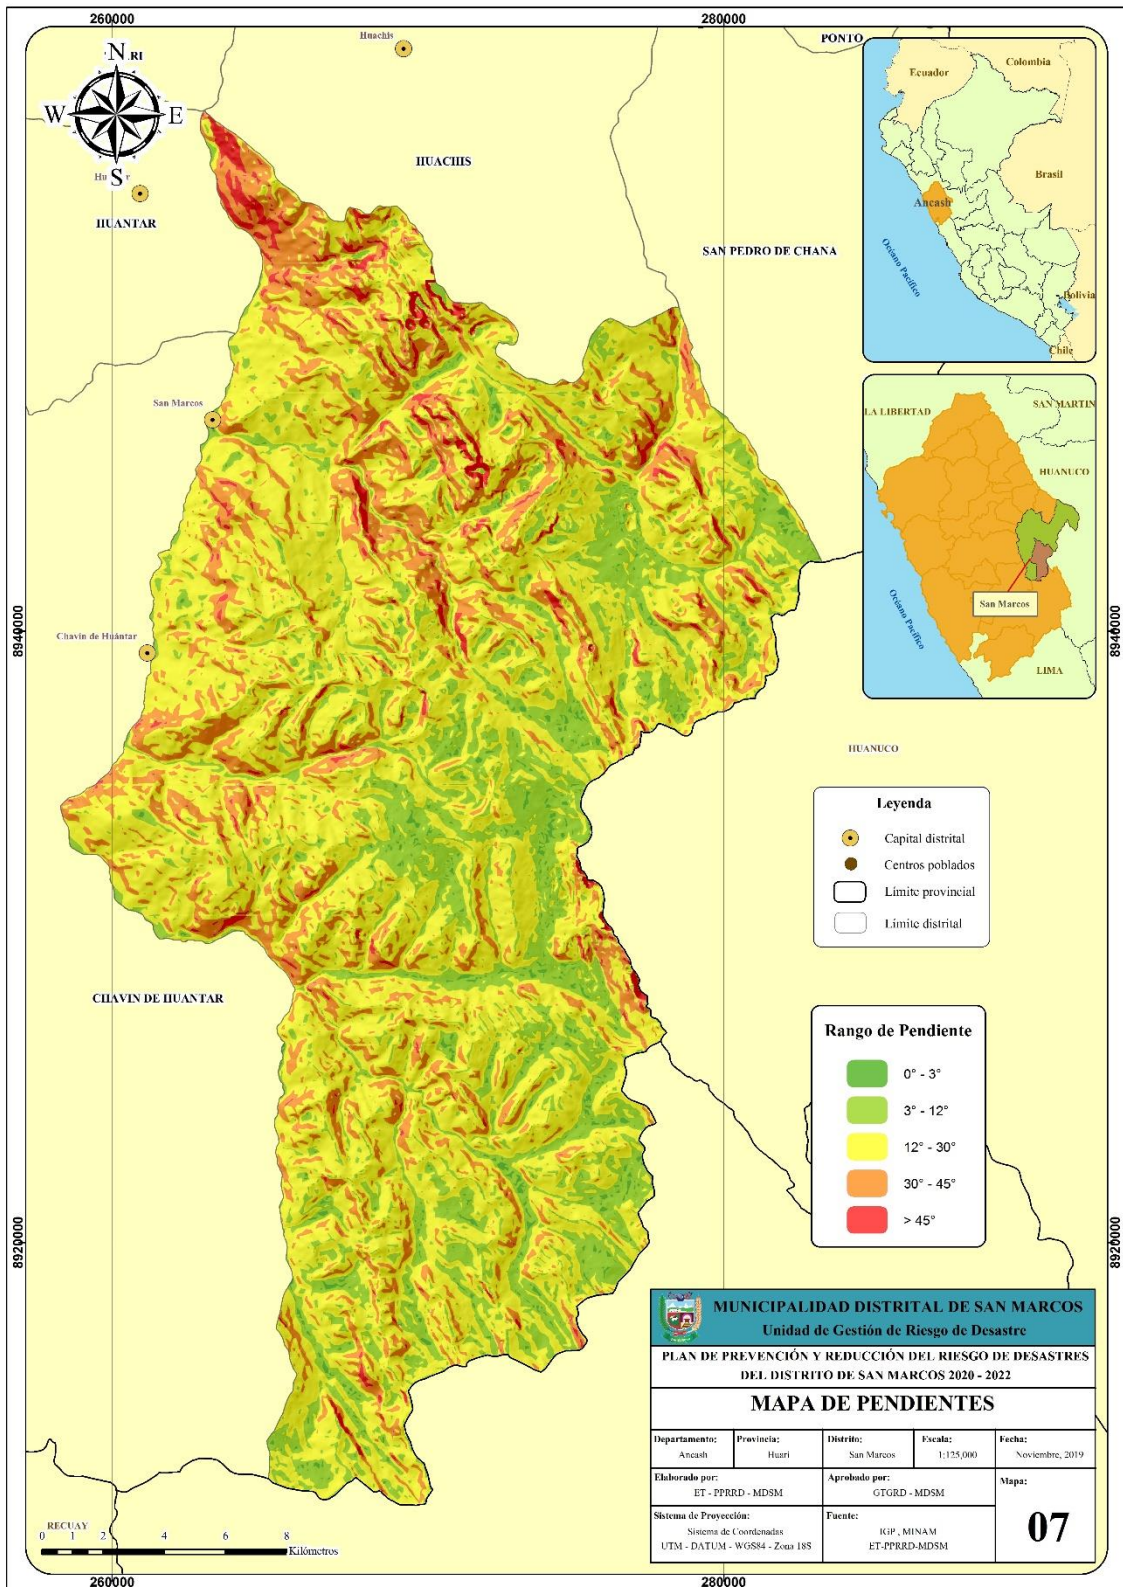 260000
280000
Huachis
PONTO
N
.RI
W
E
S
HUACHIS
HUANTAR
SAN PEDRO DE CHANA
San Marcos
Chavin de Huántar
8940000
8940000
HUANUCO
CHAVIN DE HUANTAR
8920000
8920000
RECUAY
0 1 2 4 6 8
Kilómetros
260000
280000
Ecuador
Colombia
Brasil
Ancash
Océano Pacífico
Bolivia
Chile
LA LIBERTAD
SAN MARTIN
HUANUCO
San Marcos
Océano Pacífico
LIMA
Leyenda
Capital distrital
Centros poblados
Límite provincial
Límite distrital
Rango de Pendiente
0° - 3°
3° - 12°
12° - 30°
30° - 45°
> 45°
MUNICIPALIDAD DISTRITAL DE SAN MARCOS
Unidad de Gestión de Riesgo de Desastre
PLAN DE PREVENCIÓN Y REDUCCIÓN DEL RIESGO DE DESASTRES
DEL DISTRITO DE SAN MARCOS 2020 - 2022
MAPA DE PENDIENTES
Departamento: Provincia: Distrito: Escala: Fecha:
Ancash Huari San Marcos 1:125,000 Noviembre, 2019
Elaborado por: Aprobado por: Mapa:
ET - PPRRD - MDSM GTGRD - MDSM
07
Sistema de Proyección: Fuente:
Sistema de Coordenadas IGP , MINAM
UTM - DATUM - WGS84 - Zona 18S ET-PPRRD-MDSM